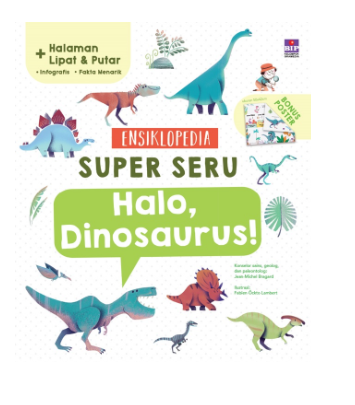 + Halaman
Lipat & Putar
• Infografis • Fakta Menarik
BIP
BONUS
POSTER
ENSIKLOPEDIA
SUPER SERU
Halo,
Dinosaurus!
Ilustrasi